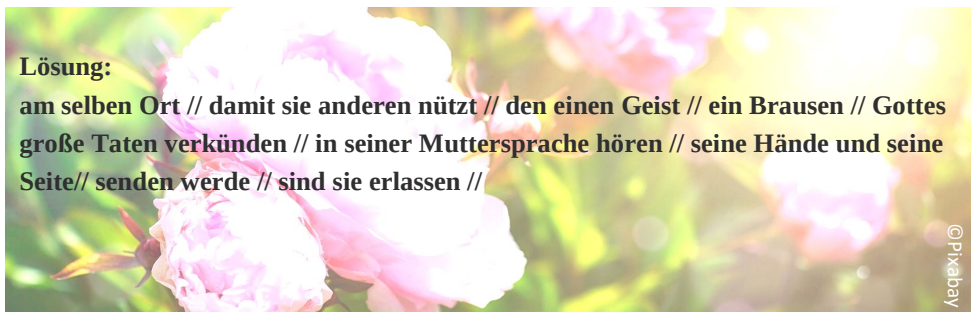 Lösung:
am selben Ort // damit sie anderen nützt // den einen Geist // ein Brausen // Gottes
große Taten verkünden // in seiner Muttersprache hören // seine Hände und seine
Seite// senden werde // sind sie erlassen //
©Pixabay